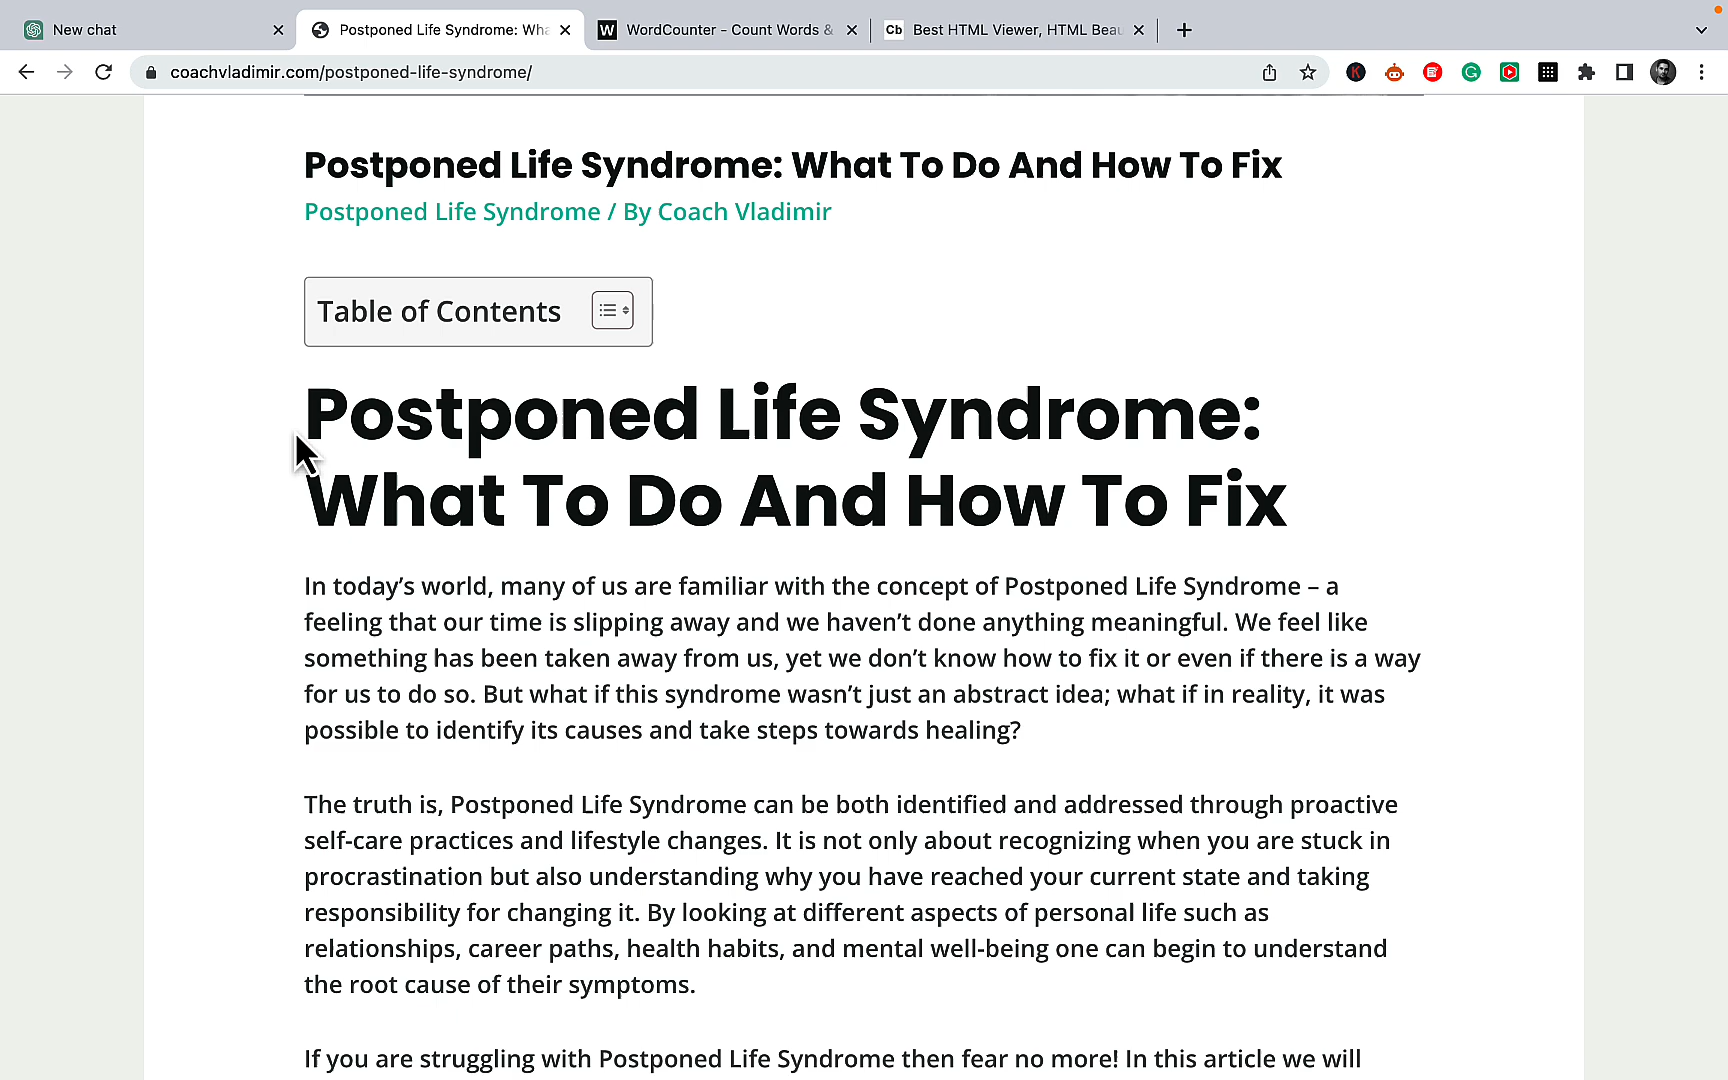 New chat
Postponed Life Syndrome: Wha
W WordCounter - Count Words &
Cb Best HTML Viewer, HTML Beau
coachvladimir.com/postponed-life-syndrome/
Postponed Life Syndrome: What To Do And How To Fix
Postponed Life Syndrome / By Coach Vladimir
Table of Contents
Postponed Life Syndrome:
What To Do And How To Fix
In today’s world, many of us are familiar with the concept of Postponed Life Syndrome – a
feeling that our time is slipping away and we haven’t done anything meaningful. We feel like
something has been taken away from us, yet we don’t know how to fix it or even if there is a way
for us to do so. But what if this syndrome wasn’t just an abstract idea; what if in reality, it was
possible to identify its causes and take steps towards healing?
The truth is, Postponed Life Syndrome can be both identified and addressed through proactive
self-care practices and lifestyle changes. It is not only about recognizing when you are stuck in
procrastination but also understanding why you have reached your current state and taking
responsibility for changing it. By looking at different aspects of personal life such as
relationships, career paths, health habits, and mental well-being one can begin to understand
the root cause of their symptoms.
If you are struggling with Postponed Life Syndrome then fear no more! In this article we will